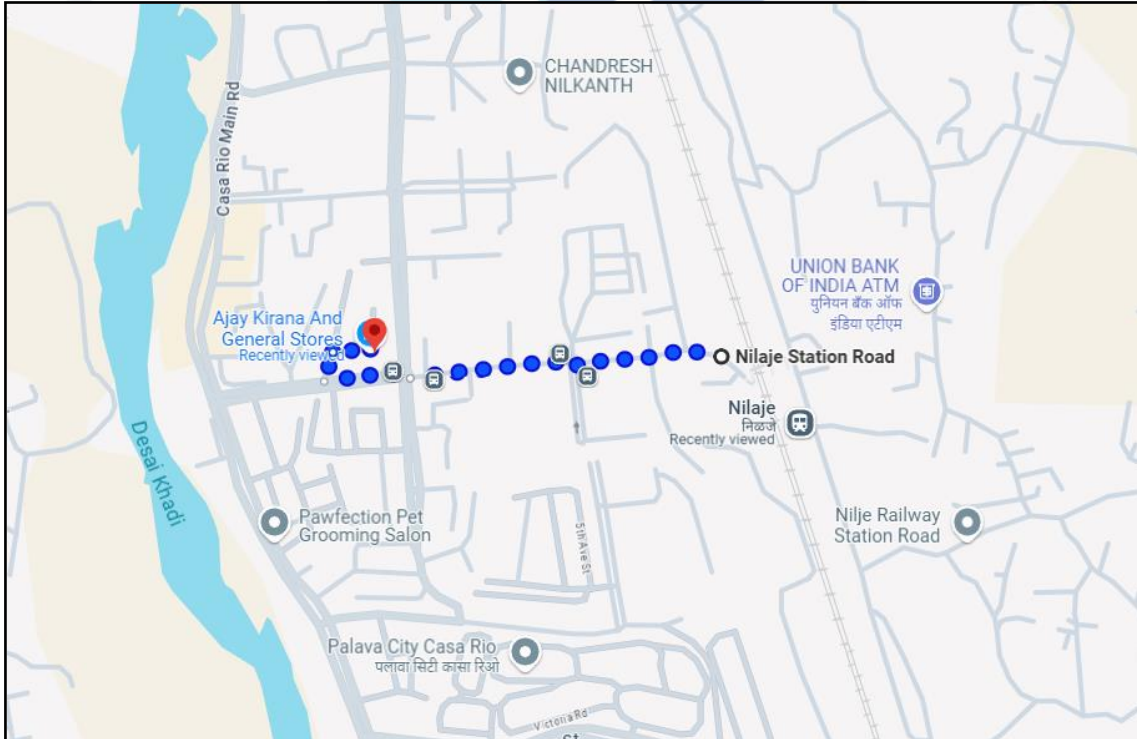 CHANDRESH
NILKANTH
Casa Rio Main Rd
UNION BANK
OF INDIA ATM
युनियन बँक ऑफ
इंडिया एटीएम
Ajay Kirana And
General Stores
Recently viewed
Nilaje Station Road
Nilaje
निळजे
Recently viewed
Desai Khadi
Pawfection Pet
Grooming Salon
5th Ave St
Nilje Railway
Station Road
Palava City Casa Rio
पलावा सिटी कासा रिओ
Victoria Rd